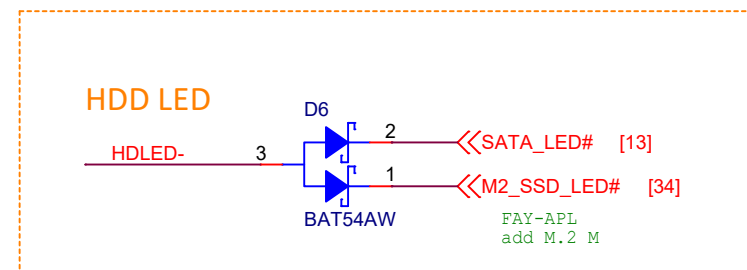 HDD LED
D6
HDLED-
3
2
SATA_LED# [13]
1
M2_SSD_LED# [34]
BAT54AW
FAY-APL
add M.2 M